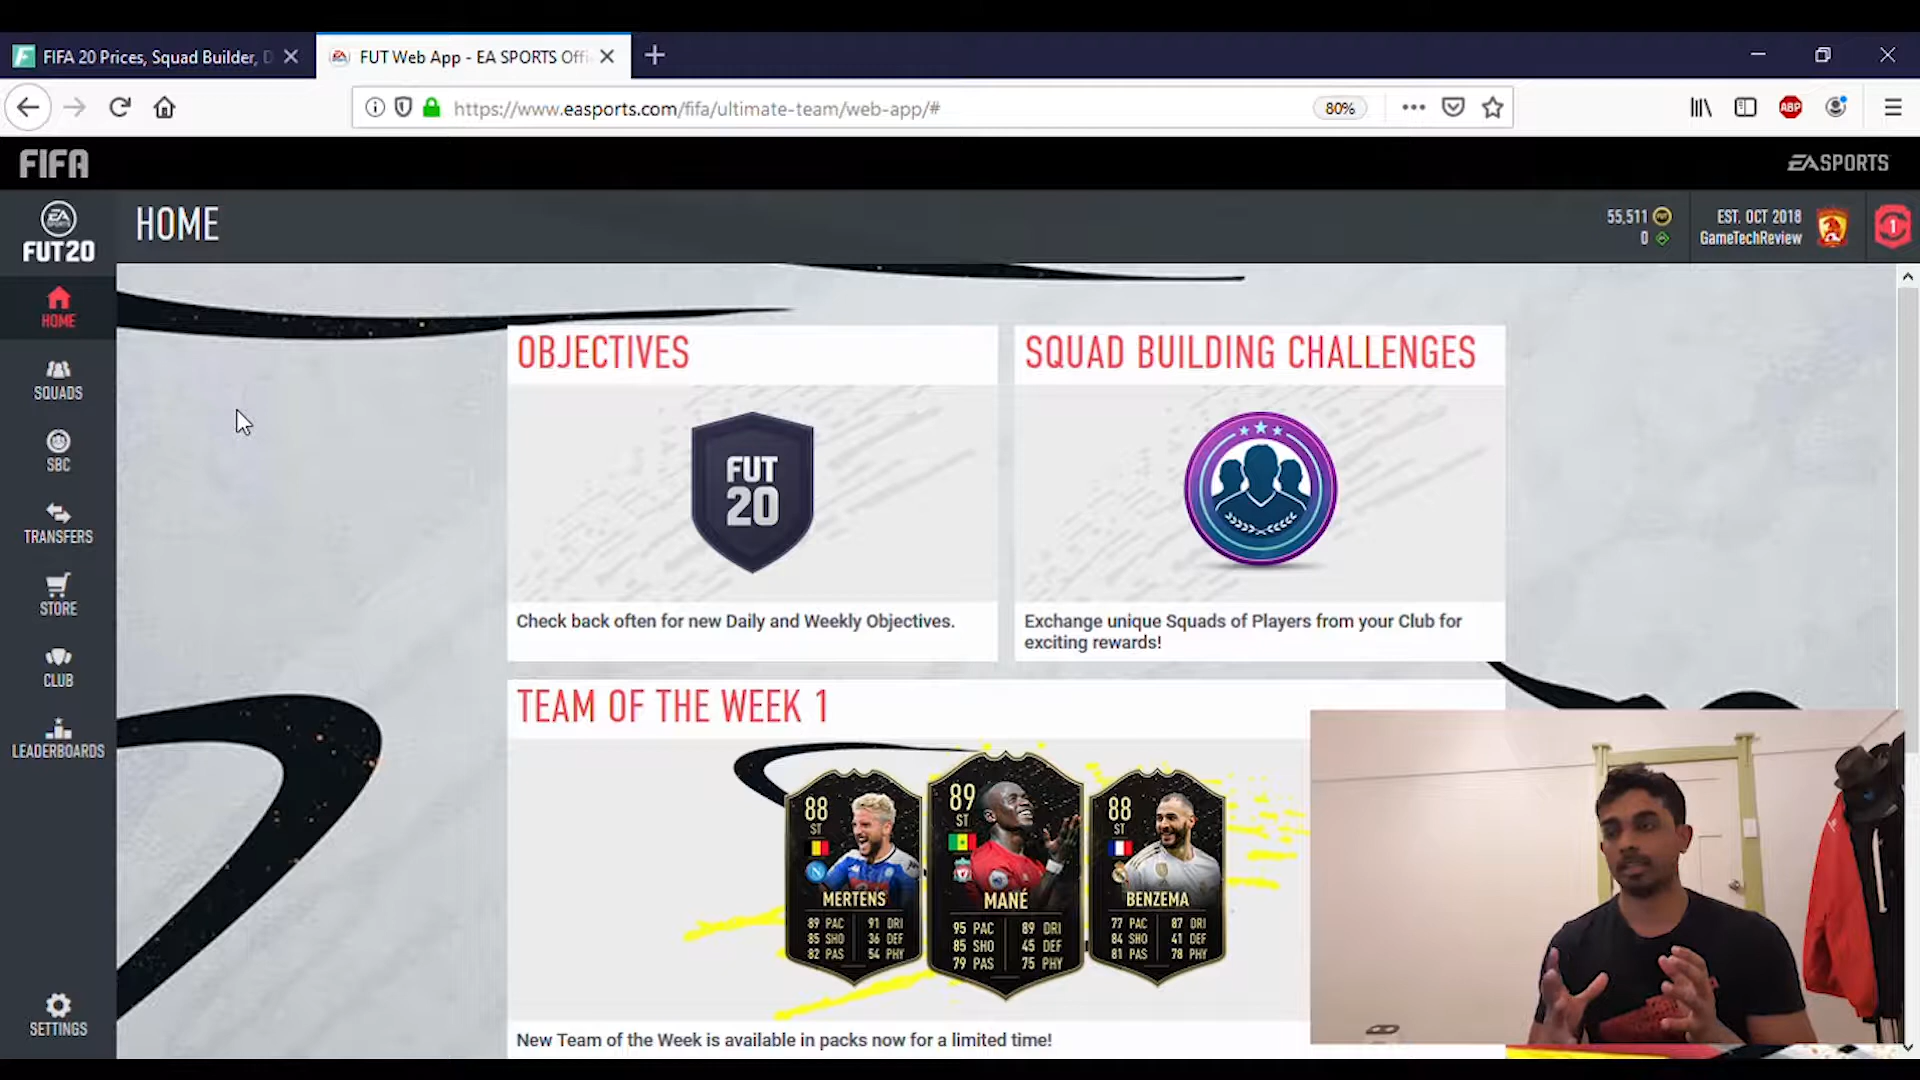 FIFA 20 Prices, Squad Builder, D
FUT Web App - EA SPORTS Offi
https://www.easports.com/fifa/ultimate-team/web-app/#
80%
ABP
FIFA
EA SPORTS
EA SPORTS
FUT20
HOME
55,511 FUT
0
EST. OCT 2018
GameTechReview
1
HOME
SQUADS
SBC
TRANSFERS
STORE
CLUB
LEADERBOARDS
SETTINGS
OBJECTIVES
FUT
20
Check back often for new Daily and Weekly Objectives.
SQUAD BUILDING CHALLENGES
Exchange unique Squads of Players from your Club for
exciting rewards!
TEAM OF THE WEEK 1
88
ST
MERTENS
89 PAC 91 DRI
85 SHO 36 DEF
82 PAS 54 PHY
89
ST
MANÉ
95 PAC 89 DRI
85 SHO 45 DEF
79 PAS 75 PHY
88
ST
BENZEMA
77 PAC 87 DRI
84 SHO 41 DEF
81 PAS 78 PHY
New Team of the Week is available in packs now for a limited time!